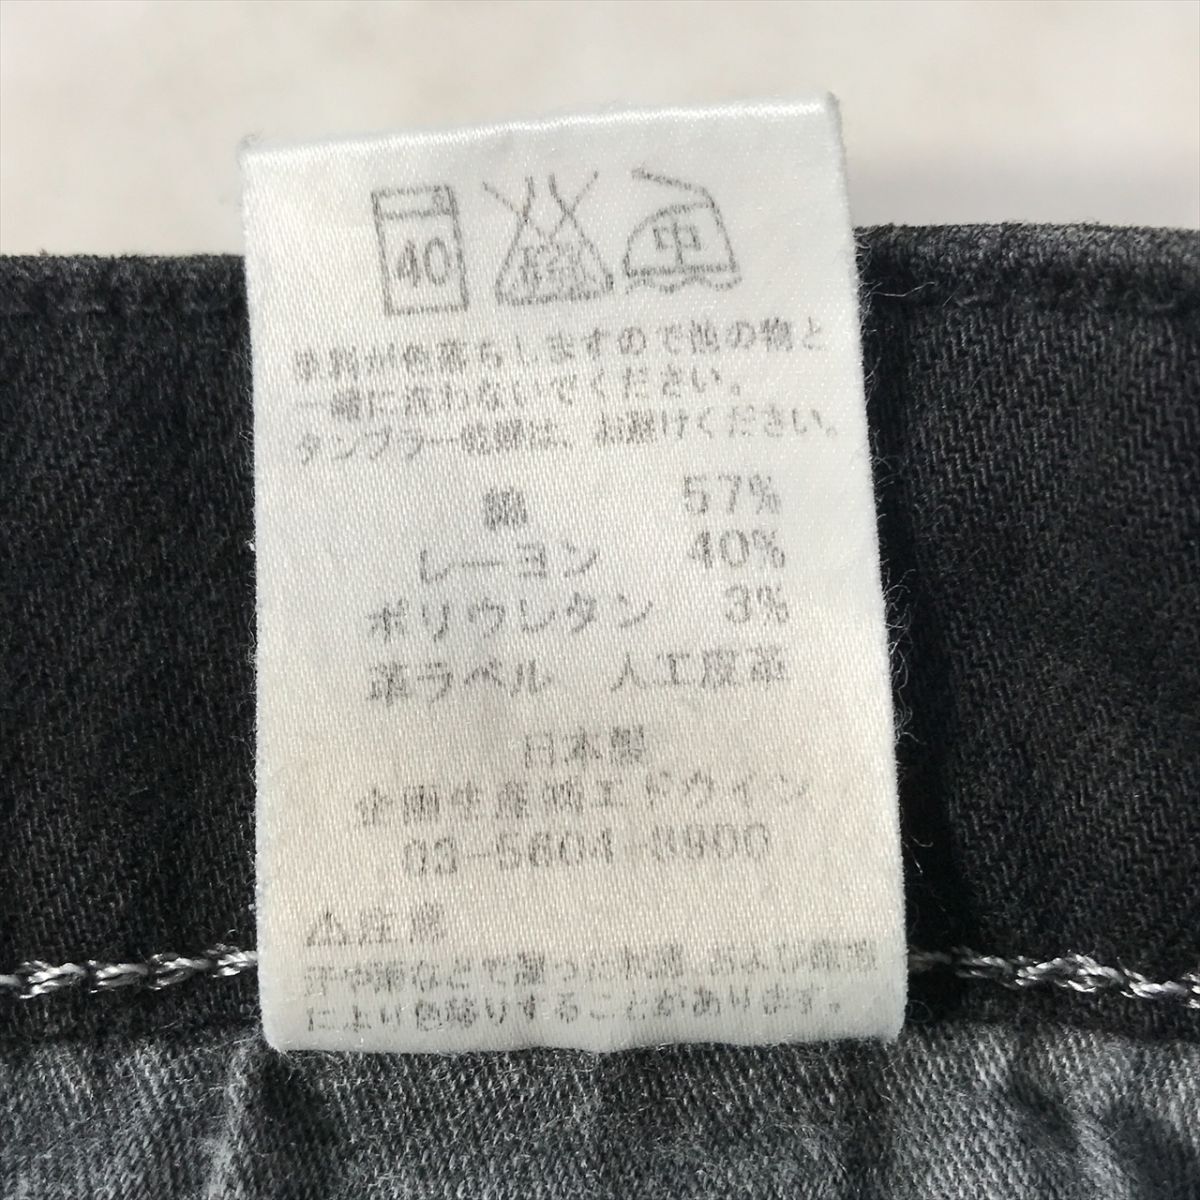 40 中
染料が色落ちしますので他の物と
一緒に洗わないでください。
タンブラー乾燥は、お避けください。
綿 57%
レーヨン 40%
ポリウレタン 3%
革ラベル 人工皮革
日本製
企画生産㈱エドウイン
03-5604-8900
⚠注意
汗や雨などで湿った状態 および摩擦
により色移りすることがあります。